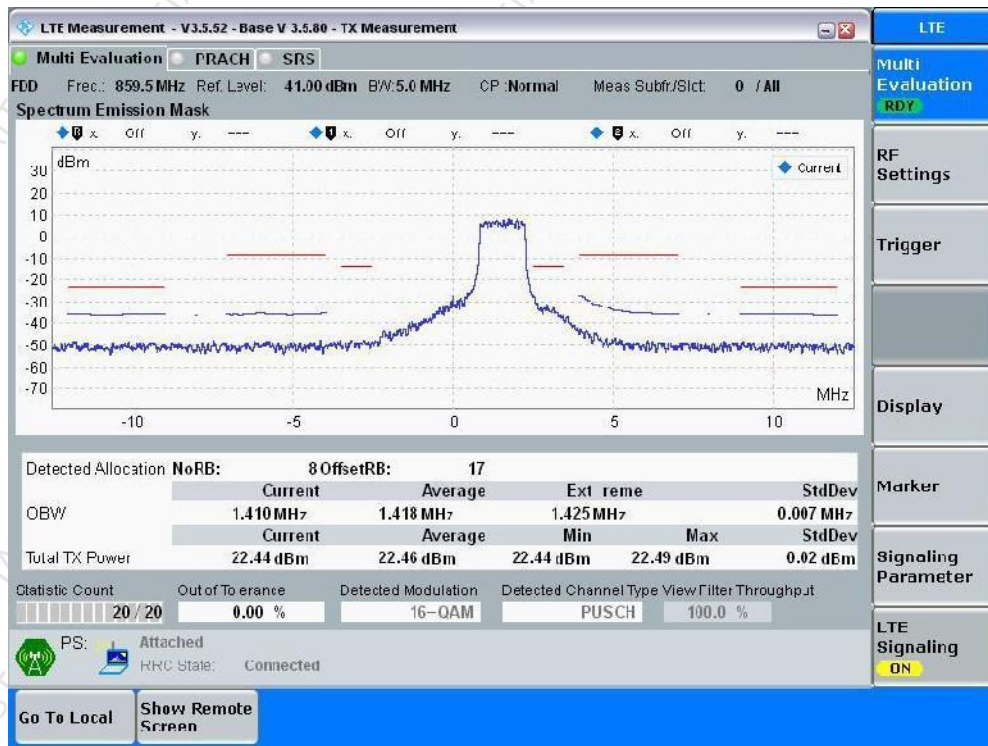 LTE Measurement - V3.5.52 - Base V 3.5.80 - TX Measurement
LTE
Multi Evaluation PRACH SRS
FDD Freq.: 859.5 MHz Ref. Level: 41.00 dBm BW:5.0 MHz CP :Normal Meas Subfr./Slct: 0 / All
Spectrum Emission Mask
0 x. Off y. --- 1 x. Off y. --- 2 x. Off y. ---
dBm
Current
30
20
10
0
-10
-20
-30
-40
-50
-60
-70
MHz
-10 -5 0 5 10
Detected Allocation NoRB: 8 OffsetRB: 17
Current Average Extreme StdDev
OBW 1.410 MHz 1.418 MHz 1.425 MHz 0.007 MHz
Current Average Min Max StdDev
Total TX Power 22.44 dBm 22.46 dBm 22.44 dBm 22.49 dBm 0.02 dBm
Statistic Count Out of Tolerance Detected Modulation Detected Channel Type View Filter Throughput
20 / 20 0.00 % 16-QAM PUSCH 100.0 %
PS: Attached
RRC State: Connected
Multi
Evaluation
RDY
RF
Settings
Trigger
Display
Marker
Signaling
Parameter
LTE
Signaling
ON
Go To Local
Show Remote
Screen